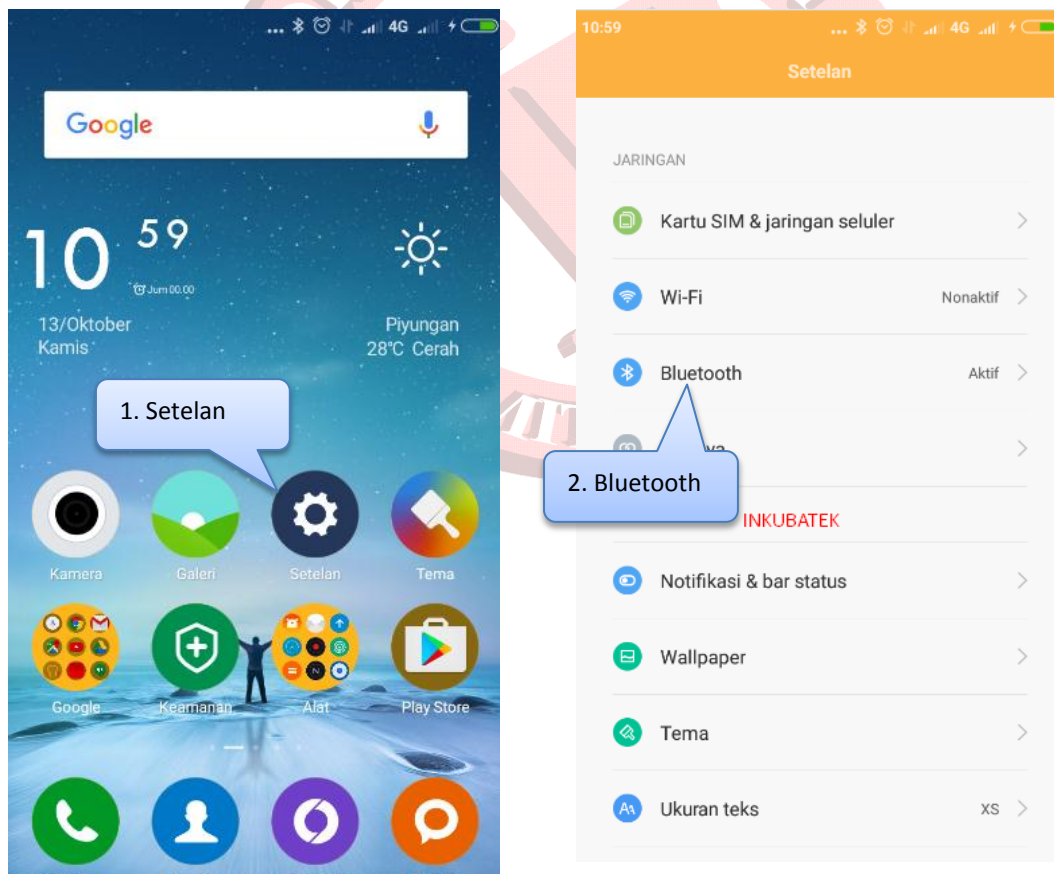 ... 4G
Google
10 59
Jum 00.00
13/Oktober
Kamis
Piyungan
28°C Cerah
1. Setelan
Kamera
Galeri
Setelan
Tema
Google
Keamanan
Alat
Play Store
10:59 ... 4G
Setelan
JARINGAN
Kartu SIM & jaringan seluler
Wi-Fi Nonaktif
Bluetooth Aktif
2. Bluetooth
INKUBATEK
Notifikasi & bar status
Wallpaper
Tema
Ukuran teks XS